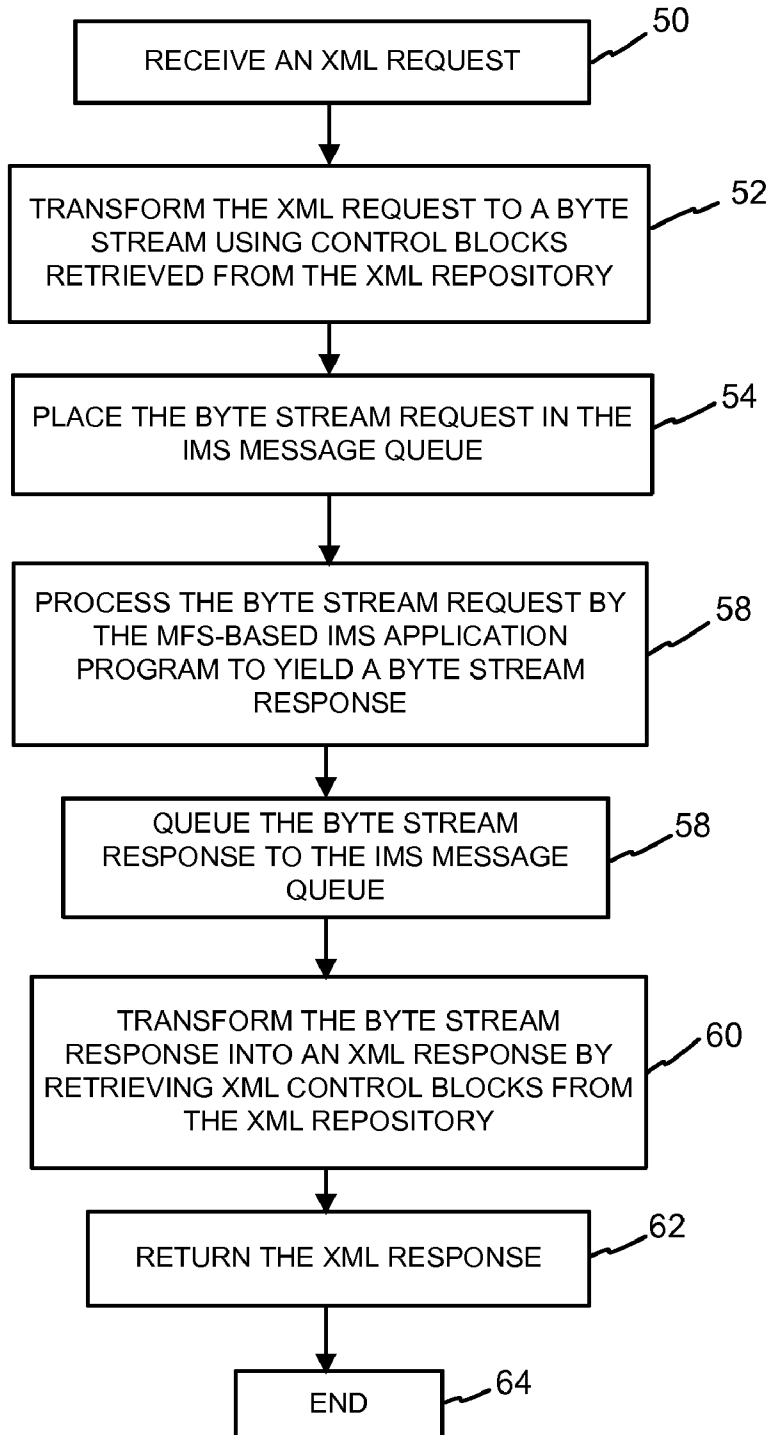 RECEIVE AN XML REQUEST
50
TRANSFORM THE XML REQUEST TO A BYTE
STREAM USING CONTROL BLOCKS
RETRIEVED FROM THE XML REPOSITORY
52
PLACE THE BYTE STREAM REQUEST IN THE
IMS MESSAGE QUEUE
54
PROCESS THE BYTE STREAM REQUEST BY
THE MFS-BASED IMS APPLICATION
PROGRAM TO YIELD A BYTE STREAM
RESPONSE
58
QUEUE THE BYTE STREAM
RESPONSE TO THE IMS MESSAGE
QUEUE
58
TRANSFORM THE BYTE STREAM
RESPONSE INTO AN XML RESPONSE BY
RETRIEVING XML CONTROL BLOCKS FROM
THE XML REPOSITORY
60
RETURN THE XML RESPONSE
62
END
64